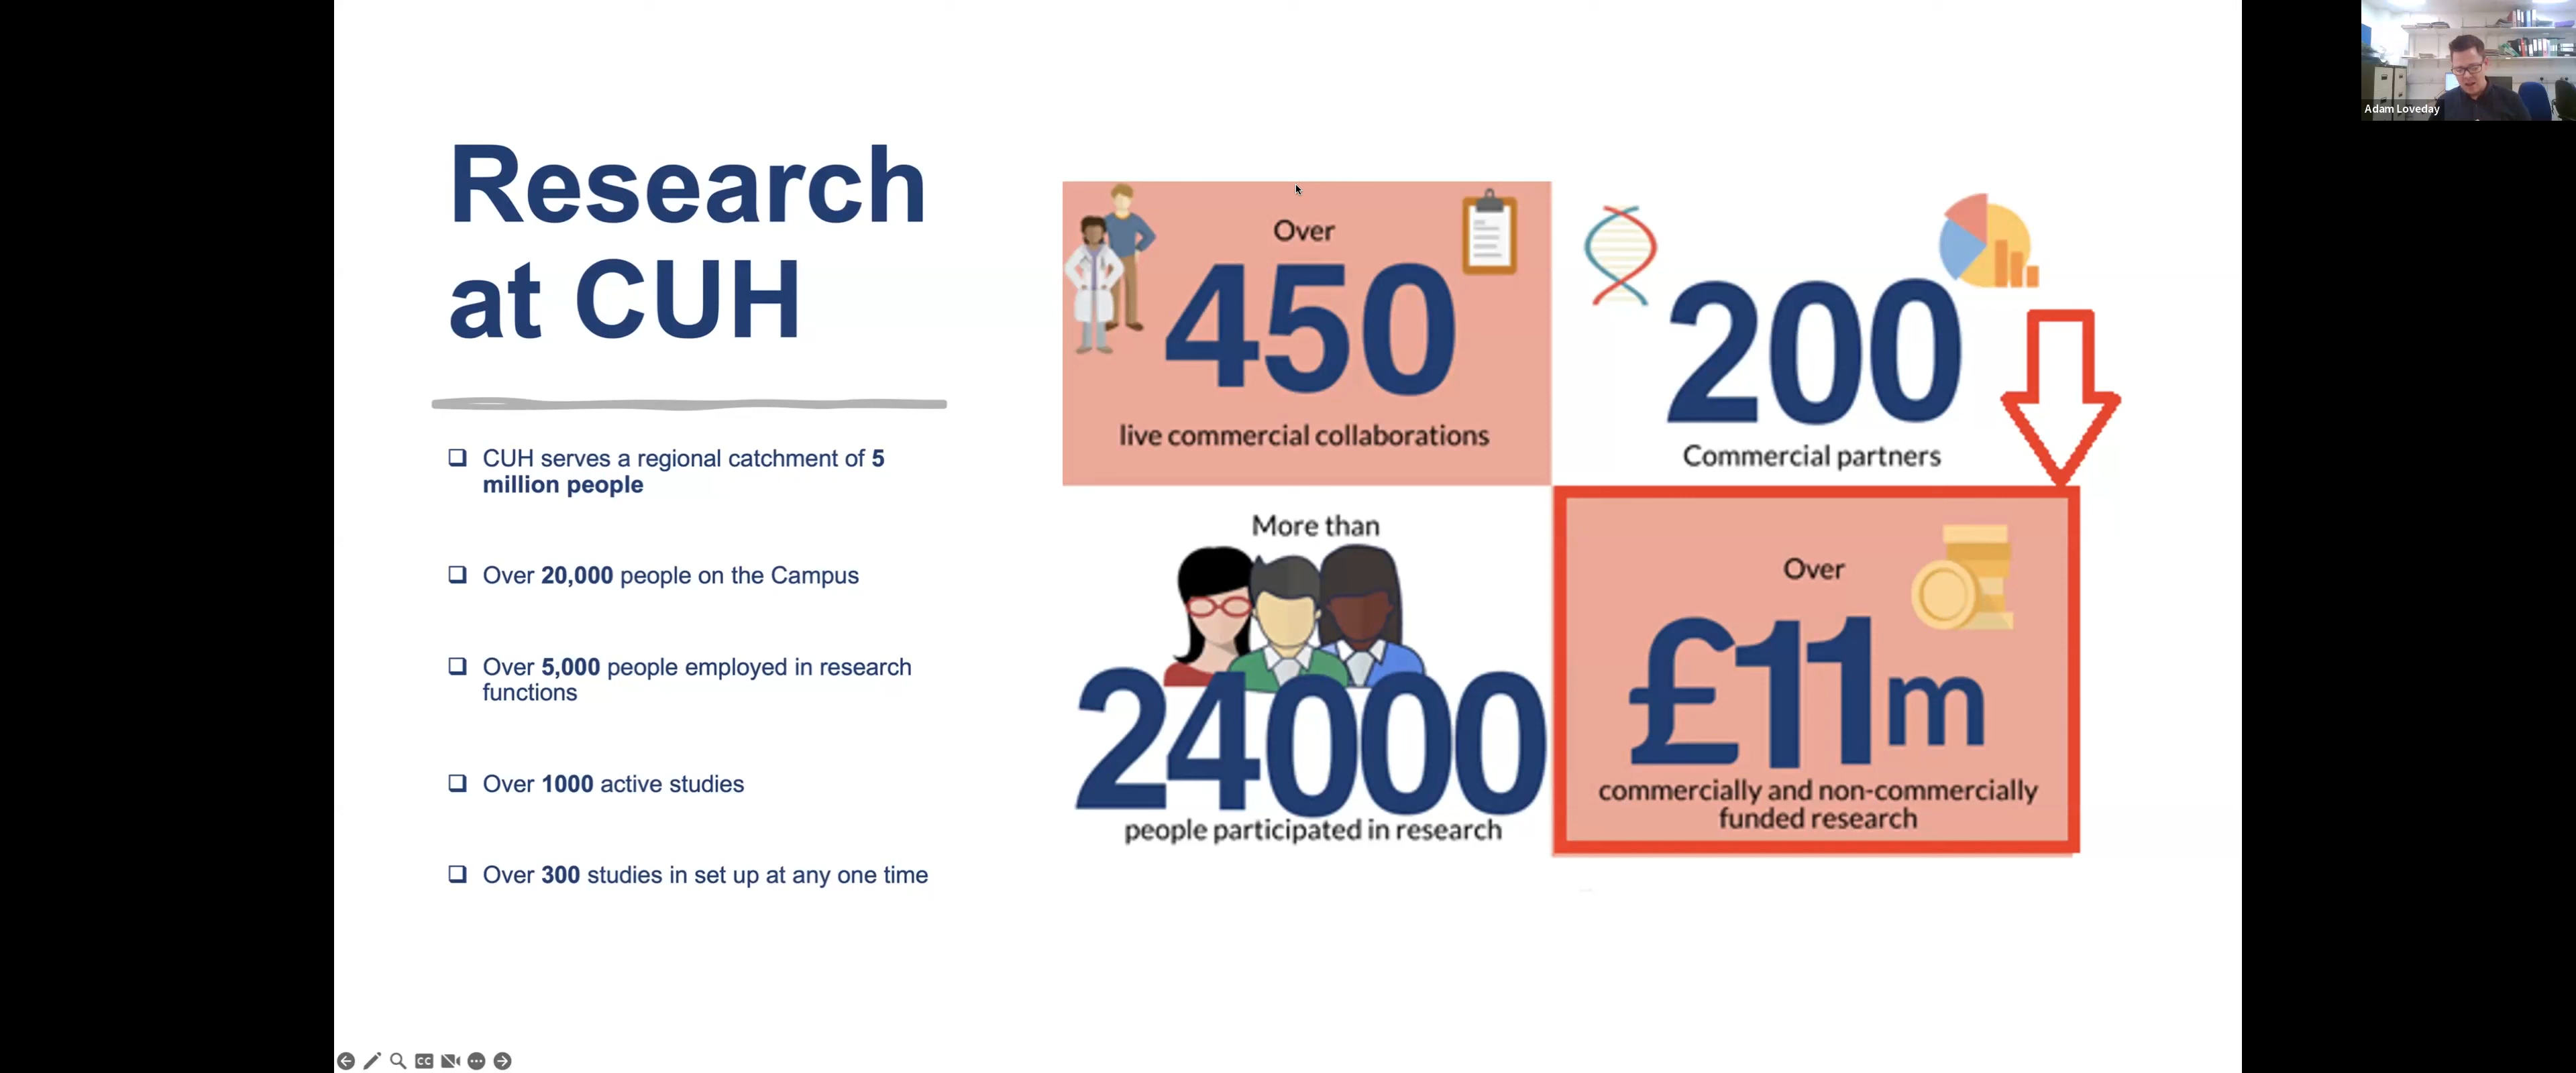 Research
at CUH
CUH serves a regional catchment of 5
million people
Over 20,000 people on the Campus
Over 5,000 people employed in research
functions
Over 1000 active studies
Over 300 studies in set up at any one time
Over
450
live commercial collaborations
200
Commercial partners
More than
24000
people participated in research
Over
£11m
commercially and non-commercially
funded research
Adam Loveday
CC